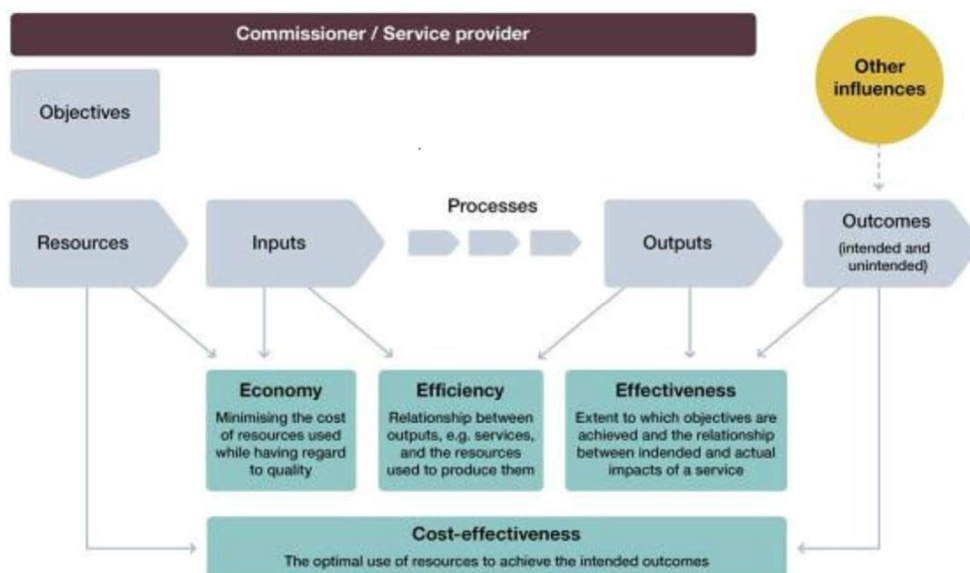 Commissioner / Service provider
Other
influences
Objectives
Resources
Inputs
Processes
Outputs
Outcomes
(intended and
unintended)
Economy
Minimising the cost
of resources used
while having regard
to quality
Efficiency
Relationship between
outputs, e.g. services,
and the resources
used to produce them
Effectiveness
Extent to which objectives are
achieved and the relationship
between indended and actual
impacts of a service
Cost-effectiveness
The optimal use of resources to achieve the intended outcomes